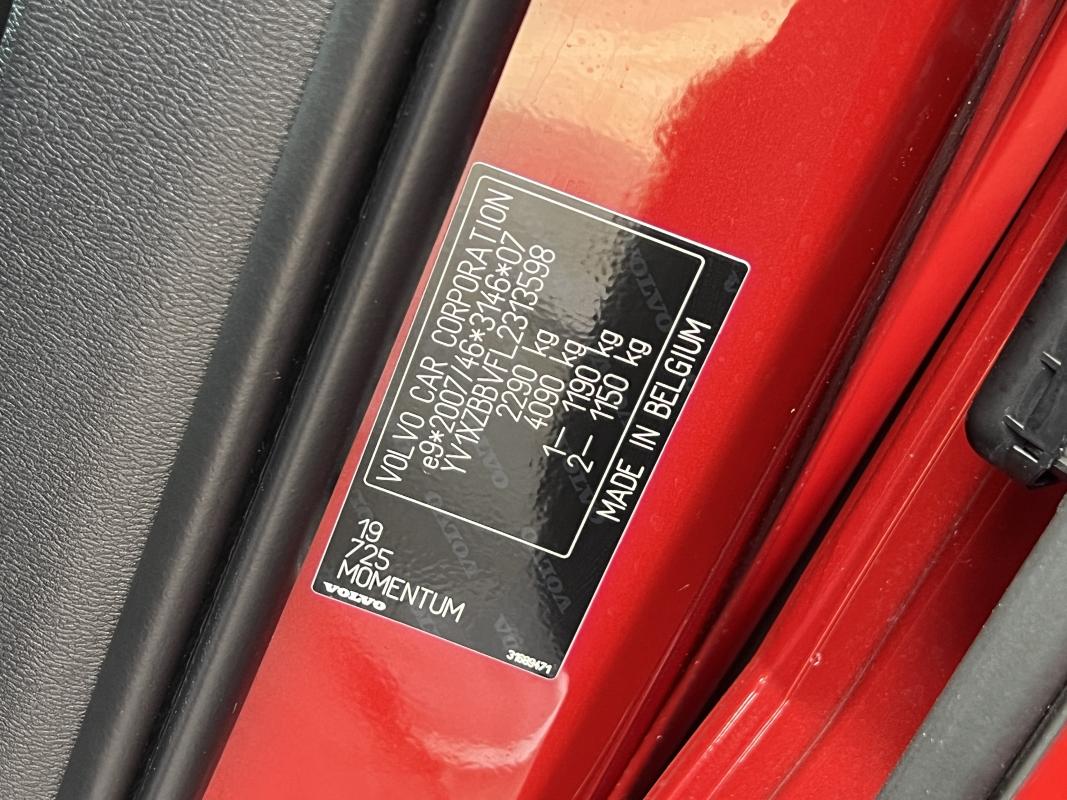 VOLVO CAR CORPORATION
e9*2007/46*3146*07
YV1XZBBVFL2313598
2290 kg
4090 kg
1– 1190 kg
2– 1150 kg
MADE IN BELGIUM
19
725
MOMENTUM
VOLVO
31689471